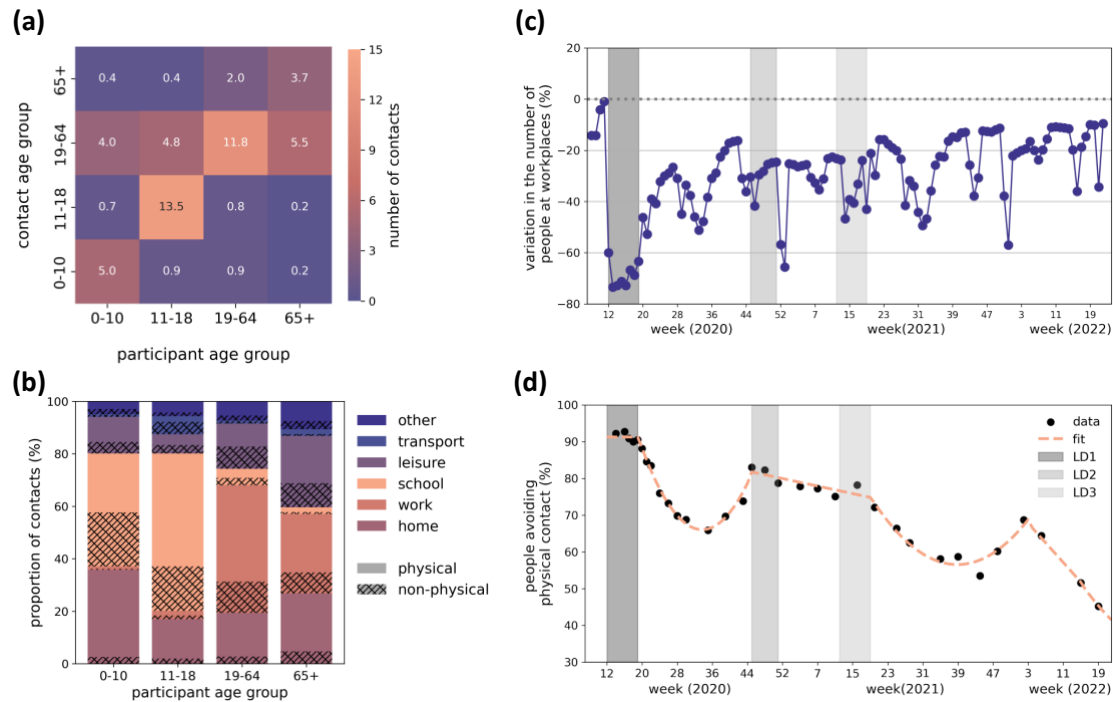 (a)
contact age group
65+
19-64
11-18
0-10
0.4 0.4 2.0 3.7
4.0 4.8 11.8 5.5
0.7 13.5 0.8 0.2
5.0 0.9 0.9 0.2
0-10 11-18 19-64 65+
participant age group
15
12
9
6
3
0
number of contacts
(b)
proportion of contacts (%)
100
80
60
40
20
0
0-10 11-18 19-64 65+
participant age group
other
transport
leisure
school
work
home
physical
non-physical
(c)
variation in the number of
people at workplaces (%)
20
0
−20
−40
−60
−80
12 20 28 36 44 52 7 15 23 31 39 47 3 11 19
week (2020) week(2021) week (2022)
(d)
people avoiding
physical contact (%)
100
90
80
70
60
50
40
30
12 20 28 36 44 52 7 15 23 31 39 47 3 11 19
week (2020) week(2021) week (2022)
data
fit
LD1
LD2
LD3